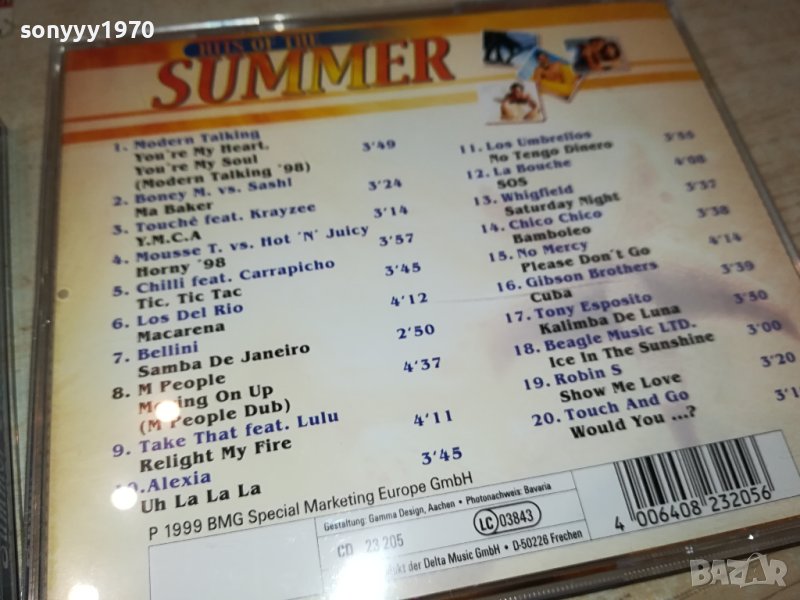 sonyyy1970
HITS OF THE
SUMMER
1. Modern Talking
You're My Heart, 3'49
You're My Soul
(Modern Talking '98)
2. Boney M. vs. Sash! 3'24
Ma Baker
3. Touché feat. Krayzee 3'14
Y.M.C.A
4. Mousse T. vs. Hot 'N' Juicy 3'57
Horny '98
5. Chilli feat. Carrapicho 3'45
Tic, Tic Tac
6. Los Del Rio 4'12
Macarena
7. Bellini 2'50
Samba De Janeiro
8. M People 4'37
Moving On Up
(M People Dub)
9. Take That feat. Lulu 4'11
Relight My Fire
10. Alexia 3'45
Uh La La La
11. Los Umbrellos
No Tengo Dinero
12. La Bouche 4'08
SOS
13. Whigfield 3'37
Saturday Night
14. Chico Chico 3'38
Bamboleo
15. No Mercy 4'14
Please Don't Go
16. Gibson Brothers 3'39
Cuba
17. Tony Esposito 3'50
Kalimba De Luna
18. Beagle Music LTD. 3'00
Ice In The Sunshine
19. Robin S 3'20
Show Me Love
20. Touch And Go
Would You ...?
P 1999 BMG Special Marketing Europe GmbH
Gestaltung: Gamma Design, Aachen • Photonachweis: Bavaria
CD 23 205
LC 03843
der Delta Music GmbH • D-50226 Frechen
4 006408 232056
BAZAR